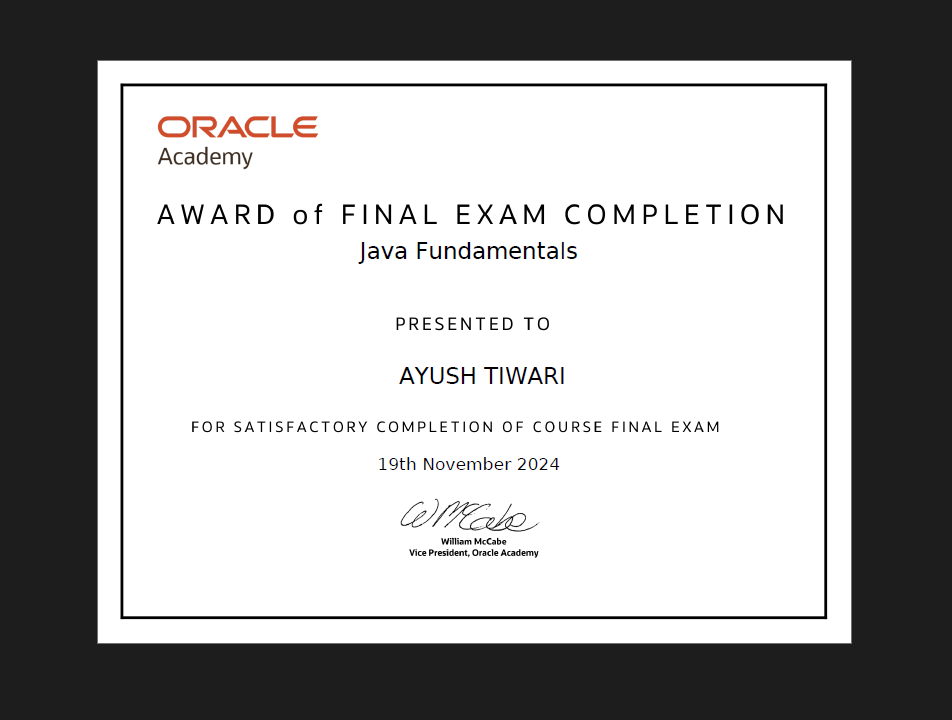 ORACLE
Academy
AWARD of FINAL EXAM COMPLETION
Java Fundamentals
PRESENTED TO
AYUSH TIWARI
FOR SATISFACTORY COMPLETION OF COURSE FINAL EXAM
19th November 2024
WMcCabe
William McCabe
Vice President, Oracle Academy